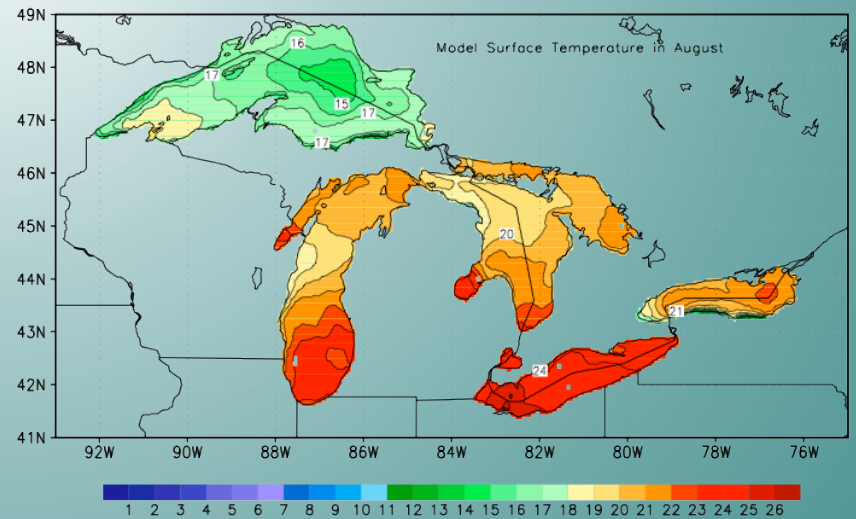 49N
Model Surface Temperature in August
16
48N
17
15
17
47N
17
46N
45N
20
44N
21
43N
24
42N
41N
92W 90W 88W 86W 84W 82W 80W 78W 76W
1 2 3 4 5 6 7 8 9 10 11 12 13 14 15 16 17 18 19 20 21 22 23 24 25 26